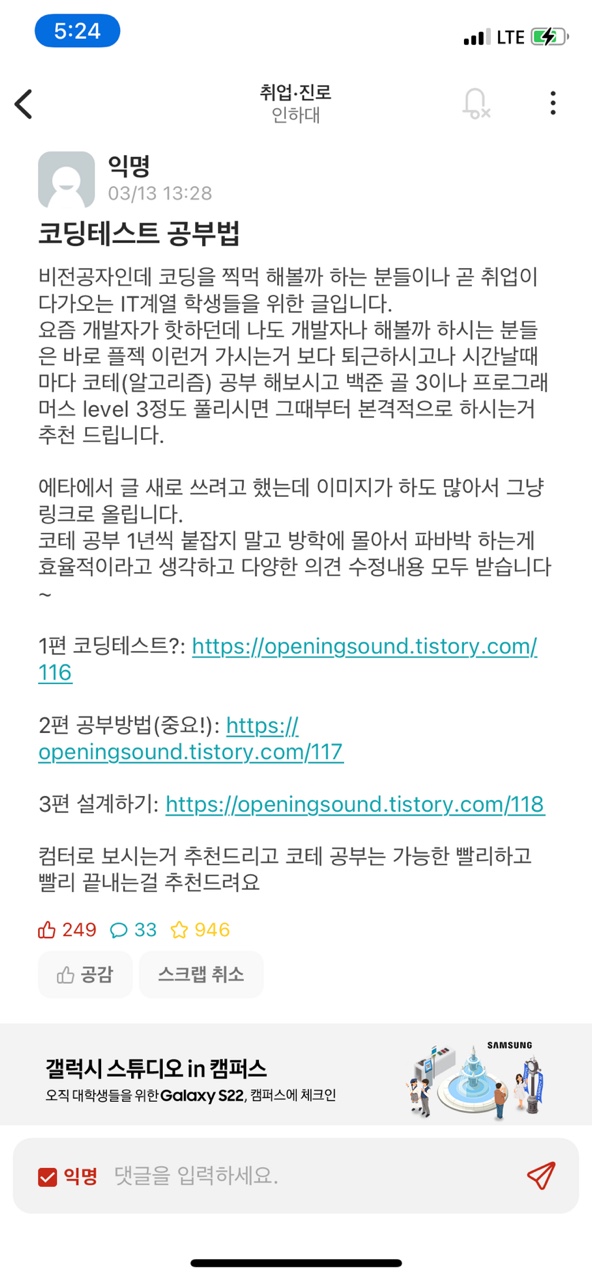 5:24
LTE
취업·진로
인하대
익명
03/13 13:28
코딩테스트 공부법
비전공자인데 코딩을 찍먹 해볼까 하는 분들이나 곧 취업이
다가오는 IT계열 학생들을 위한 글입니다.
요즘 개발자가 핫하던데 나도 개발자나 해볼까 하시는 분들
은 바로 플젝 이런거 가시는거 보다 퇴근하시고나 시간날때
마다 코테(알고리즘) 공부 해보시고 백준 골 3이나 프로그래
머스 level 3정도 풀리시면 그때부터 본격적으로 하시는거
추천 드립니다.
에타에서 글 새로 쓰려고 했는데 이미지가 하도 많아서 그냥
링크로 올립니다.
코테 공부 1년씩 붙잡지 말고 방학에 몰아서 파바박 하는게
효율적이라고 생각하고 다양한 의견 수정내용 모두 받습니다
~
1편 코딩테스트?: https://openingsound.tistory.com/
116
2편 공부방법(중요!): https://
openingsound.tistory.com/117
3편 설계하기: https://openingsound.tistory.com/118
컴터로 보시는거 추천드리고 코테 공부는 가능한 빨리하고
빨리 끝내는걸 추천드려요
249 33 946
공감 스크랩 취소
SAMSUNG
갤럭시 스튜디오 in 캠퍼스
오직 대학생들을 위한 Galaxy S22, 캠퍼스에 체크인
익명 댓글을 입력하세요.